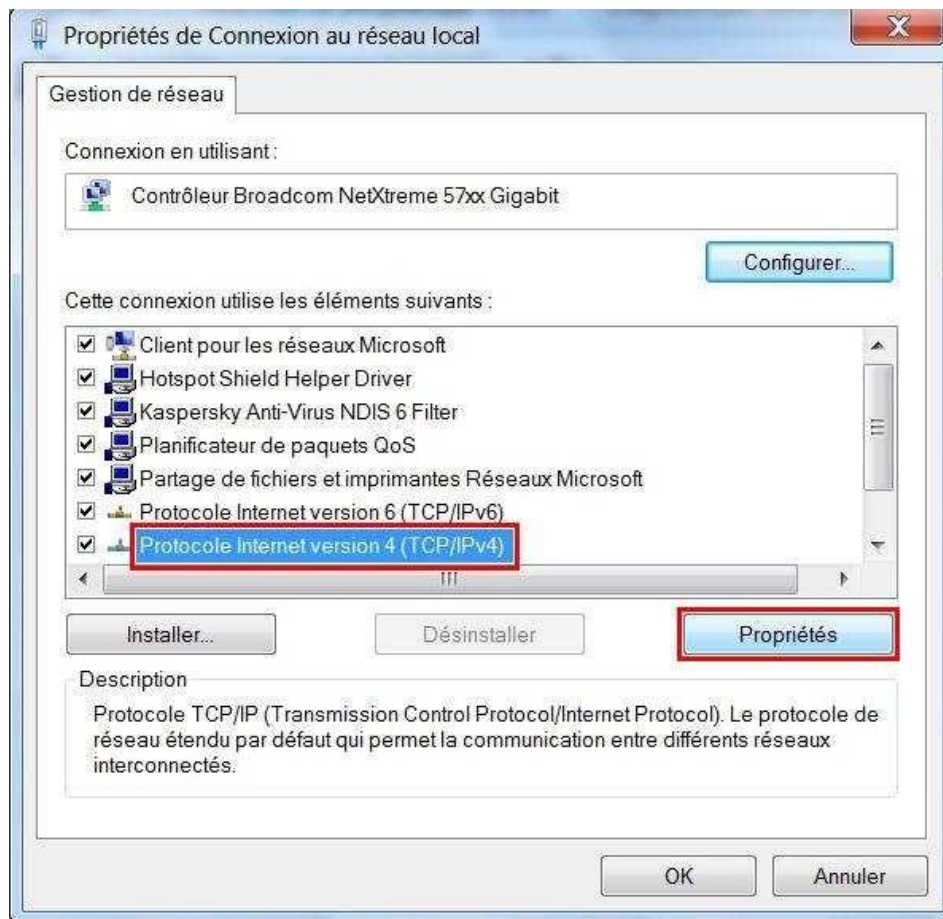 Propriétés de Connexion au réseau local
Gestion de réseau
Connexion en utilisant :
Contrôleur Broadcom NetXtreme 57xx Gigabit
Configurer...
Cette connexion utilise les éléments suivants :
Client pour les réseaux Microsoft
Hotspot Shield Helper Driver
Kaspersky Anti-Virus NDIS 6 Filter
Planificateur de paquets QoS
Partage de fichiers et imprimantes Réseaux Microsoft
Protocole Internet version 6 (TCP/IPv6)
Protocole Internet version 4 (TCP/IPv4)
Installer...
Désinstaller
Propriétés
Description
Protocole TCP/IP (Transmission Control Protocol/Internet Protocol). Le protocole de
réseau étendu par défaut qui permet la communication entre différents réseaux
interconnectés.
OK
Annuler